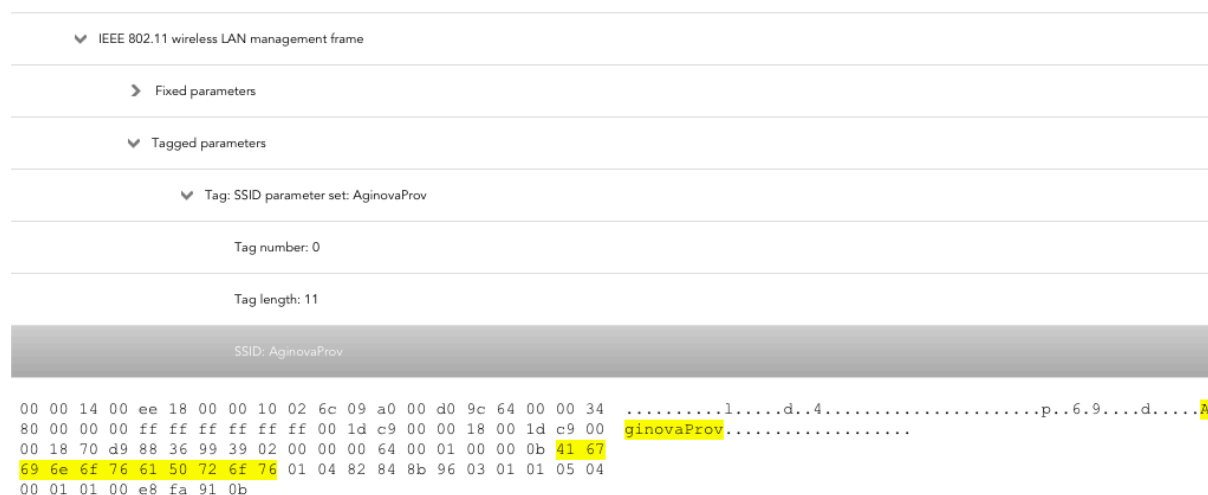 IEEE 802.11 wireless LAN management frame
Fixed parameters
Tagged parameters
Tag: SSID parameter set: AginovaProv
Tag number: 0
Tag length: 11
SSID: AginovaProv
00 00 14 00 ee 18 00 00 10 02 6c 09 a0 00 d0 9c 64 00 00 34 ..........l.....d..4.....................p..6.9....d.....A
80 00 00 00 ff ff ff ff ff ff 00 1d c9 00 00 18 00 1d c9 00 ginovaProv...................
00 18 70 d9 88 36 99 39 02 00 00 00 64 00 01 00 00 0b 41 67
69 6e 6f 76 61 50 72 6f 76 01 04 82 84 8b 96 03 01 01 05 04
00 01 01 00 e8 fa 91 0b